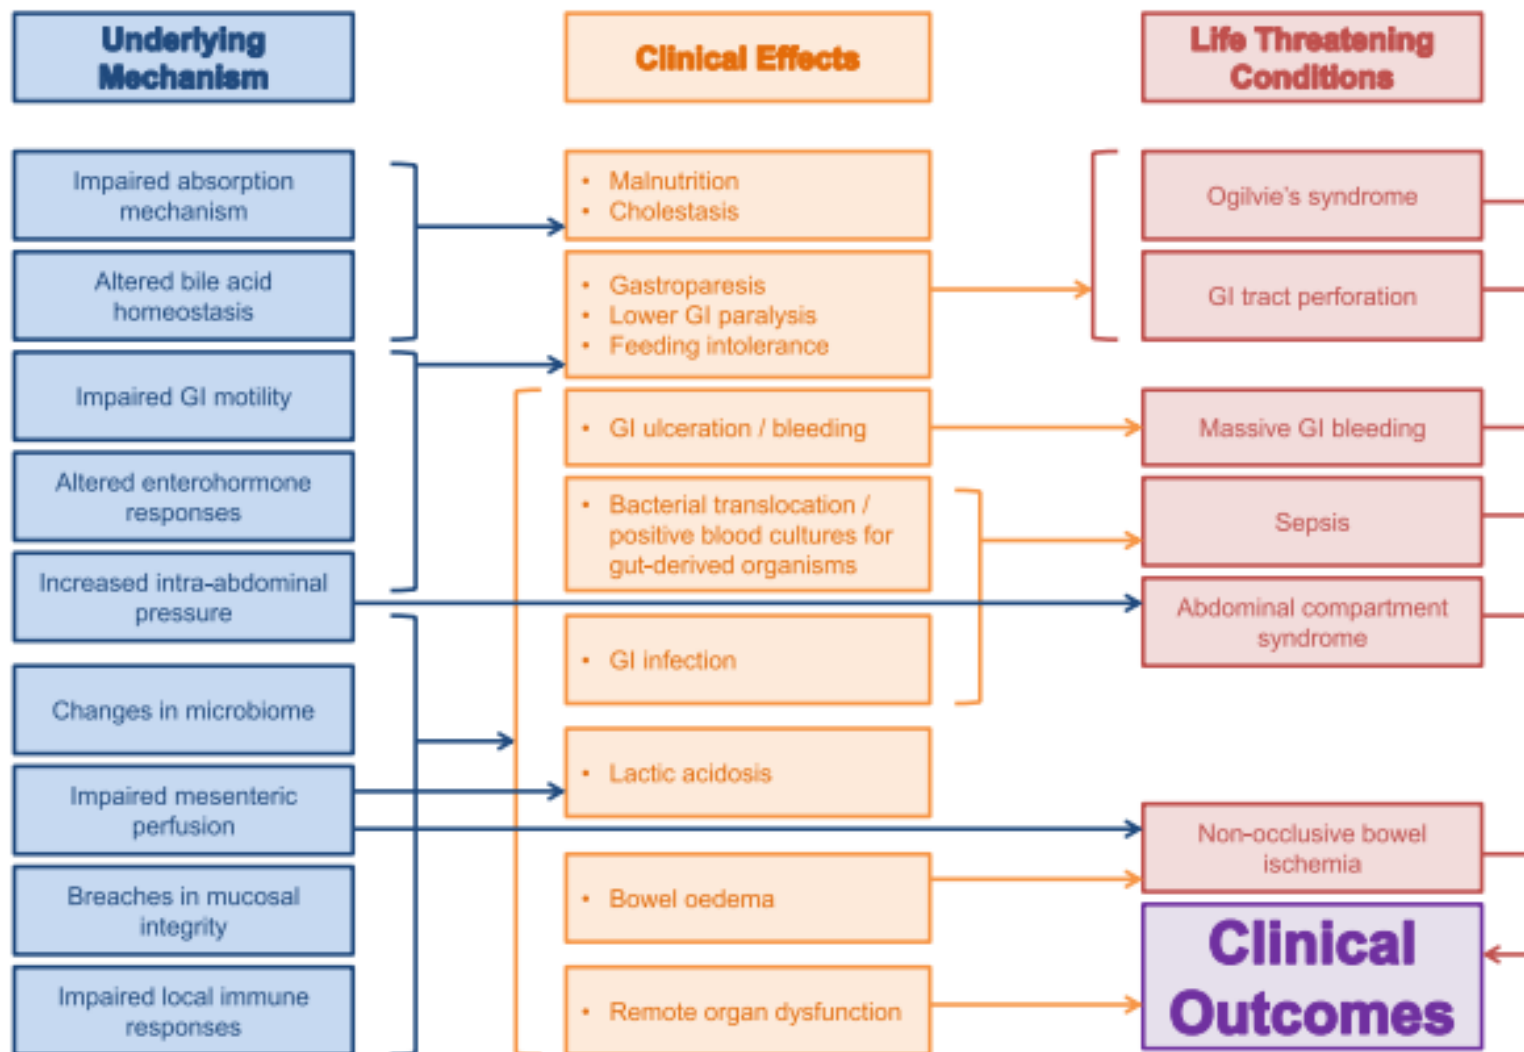 Underlying
Mechanism
Clinical Effects
Life Threatening
Conditions
Impaired absorption
mechanism
Altered bile acid
homeostasis
Impaired GI motility
Altered enterohormone
responses
Increased intra-abdominal
pressure
Changes in microbiome
Impaired mesenteric
perfusion
Breaches in mucosal
integrity
Impaired local immune
responses
• Malnutrition
• Cholestasis
• Gastroparesis
• Lower GI paralysis
• Feeding intolerance
• GI ulceration / bleeding
• Bacterial translocation /
positive blood cultures for
gut-derived organisms
• GI infection
• Lactic acidosis
• Bowel oedema
• Remote organ dysfunction
Ogilvie's syndrome
GI tract perforation
Massive GI bleeding
Sepsis
Abdominal compartment
syndrome
Non-occlusive bowel
ischemia
Clinical
Outcomes